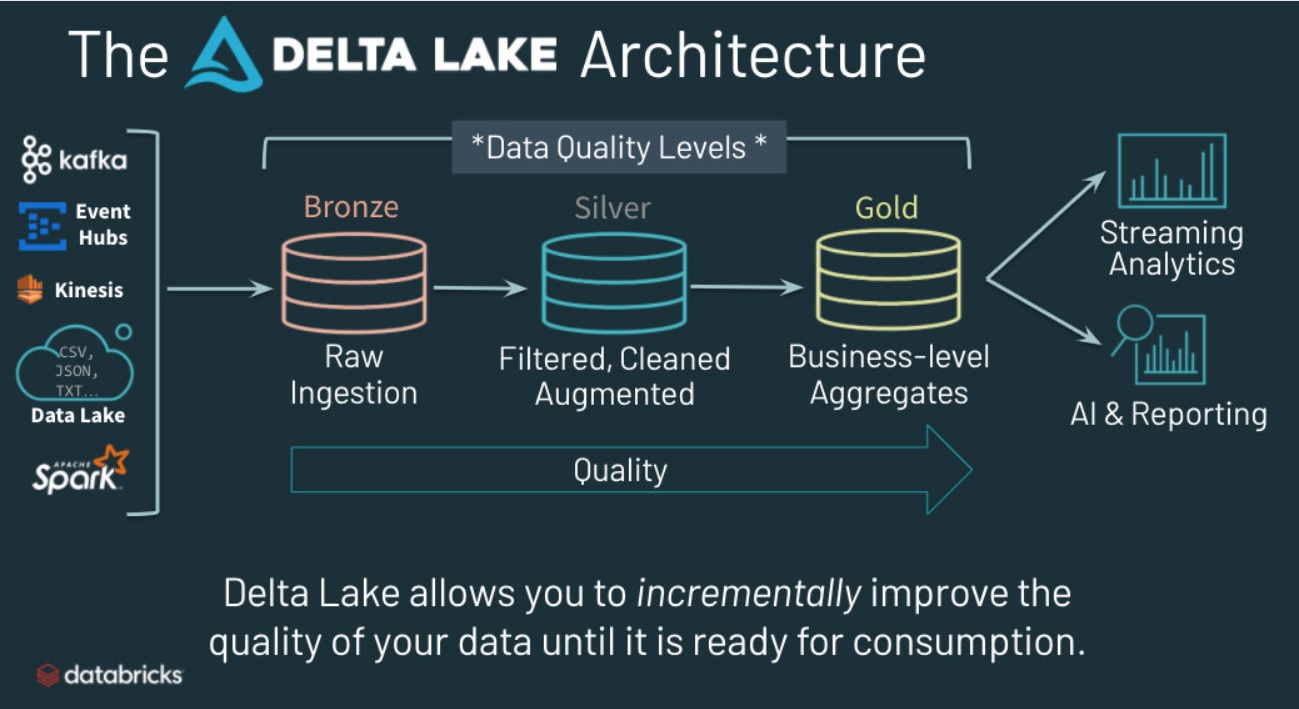 The DELTA LAKE Architecture
kafka
Event
Hubs
Kinesis
CSV,
JSON,
TXT...
Data Lake
APACHE
Spark
*Data Quality Levels *
Bronze
Raw
Ingestion
Silver
Filtered, Cleaned
Augmented
Gold
Business-level
Aggregates
Quality
Streaming
Analytics
AI & Reporting
Delta Lake allows you to incrementally improve the
quality of your data until it is ready for consumption.
databricks